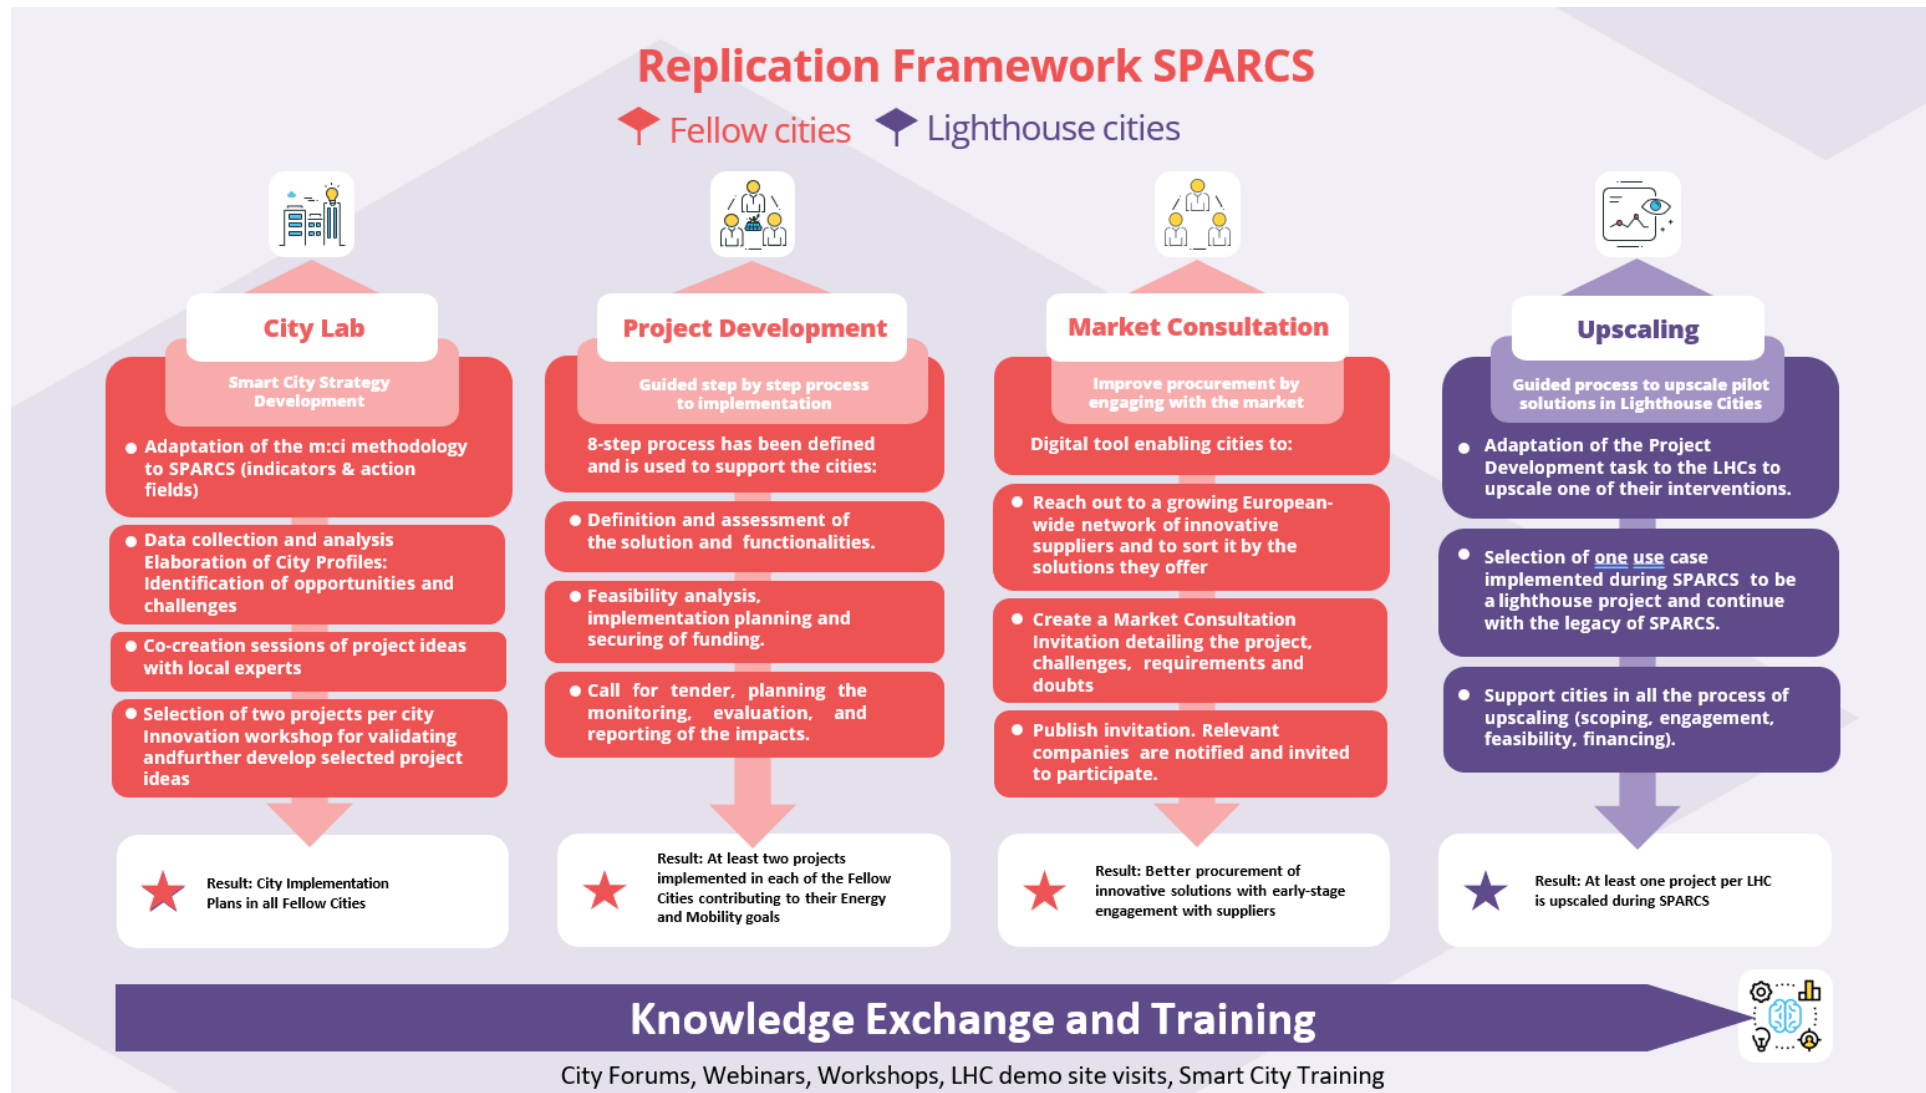 Replication Framework SPARCS
Fellow cities
Lighthouse cities
City Lab
Smart City Strategy
Development
Adaptation of the m:ci methodology
to SPARCS (indicators & action
fields)
Data collection and analysis
Elaboration of City Profiles:
Identification of opportunities and
challenges
Co-creation sessions of project ideas
with local experts
Selection of two projects per city
Innovation workshop for validating
andfurther develop selected project
ideas
Result: City Implementation
Plans in all Fellow Cities
Project Development
Guided step by step process
to implementation
8-step process has been defined
and is used to support the cities:
Definition and assessment of
the solution and functionalities.
Feasibility analysis,
implementation planning and
securing of funding.
Call for tender, planning the
monitoring, evaluation, and
reporting of the impacts.
Result: At least two projects
implemented in each of the Fellow
Cities contributing to their Energy
and Mobility goals
Market Consultation
Improve procurement by
engaging with the market
Digital tool enabling cities to:
Reach out to a growing European-
wide network of innovative
suppliers and to sort it by the
solutions they offer
Create a Market Consultation
Invitation detailing the project,
challenges, requirements and
doubts
Publish invitation. Relevant
companies are notified and invited
to participate.
Result: Better procurement of
innovative solutions with early-stage
engagement with suppliers
Upscaling
Guided process to upscale pilot
solutions in Lighthouse Cities
Adaptation of the Project
Development task to the LHCs to
upscale one of their interventions.
Selection of one use case
implemented during SPARCS to be
a lighthouse project and continue
with the legacy of SPARCS.
Support cities in all the process of
upscaling (scoping, engagement,
feasibility, financing).
Result: At least one project per LHC
is upscaled during SPARCS
Knowledge Exchange and Training
City Forums, Webinars, Workshops, LHC demo site visits, Smart City Training